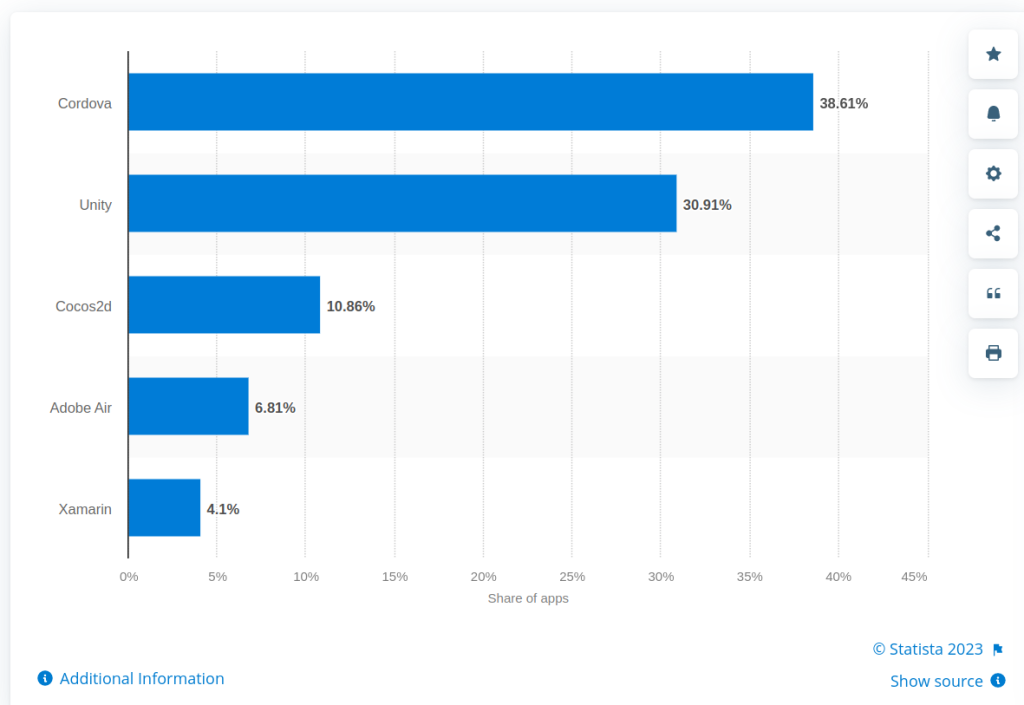 Cordova
38.61%
Unity
30.91%
Cocos2d
10.86%
Adobe Air
6.81%
Xamarin
4.1%
0% 5% 10% 15% 20% 25% 30% 35% 40% 45%
Share of apps
© Statista 2023
Additional Information
Show source